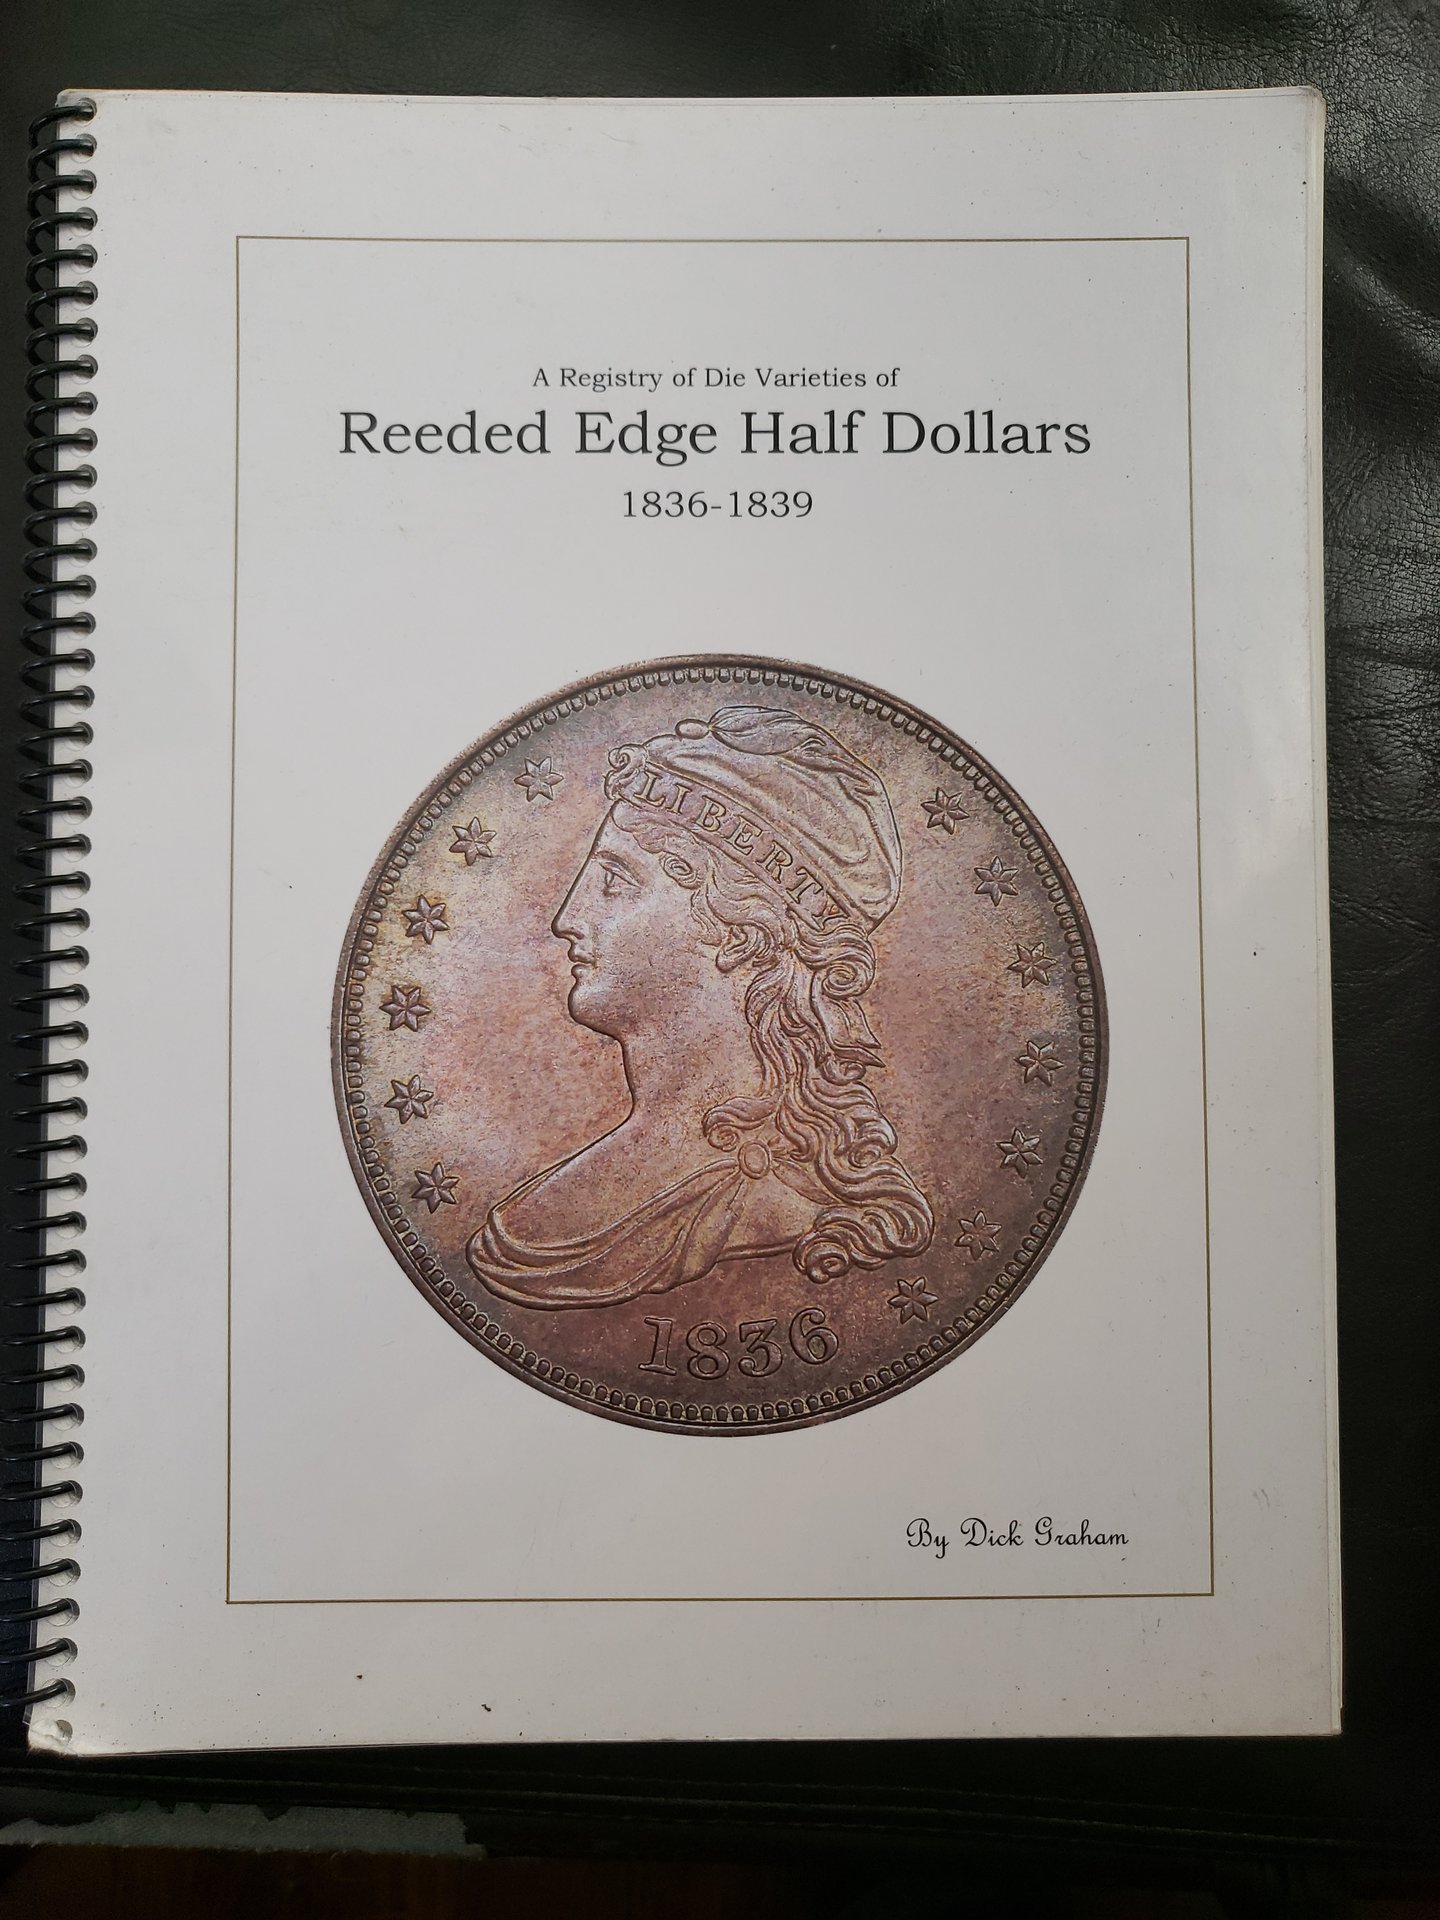 A Registry of Die Varieties of
Reeded Edge Half Dollars
1836-1839
LIBERTY
1836
By Dick Graham